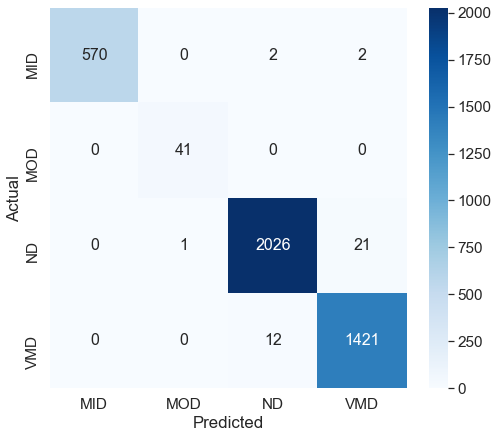 MID 570 0 2 2
MOD 0 41 0 0
ND 0 1 2026 21
VMD 0 0 12 1421
MID MOD ND VMD
Predicted
Actual
2000
1750
1500
1250
1000
750
500
250
0